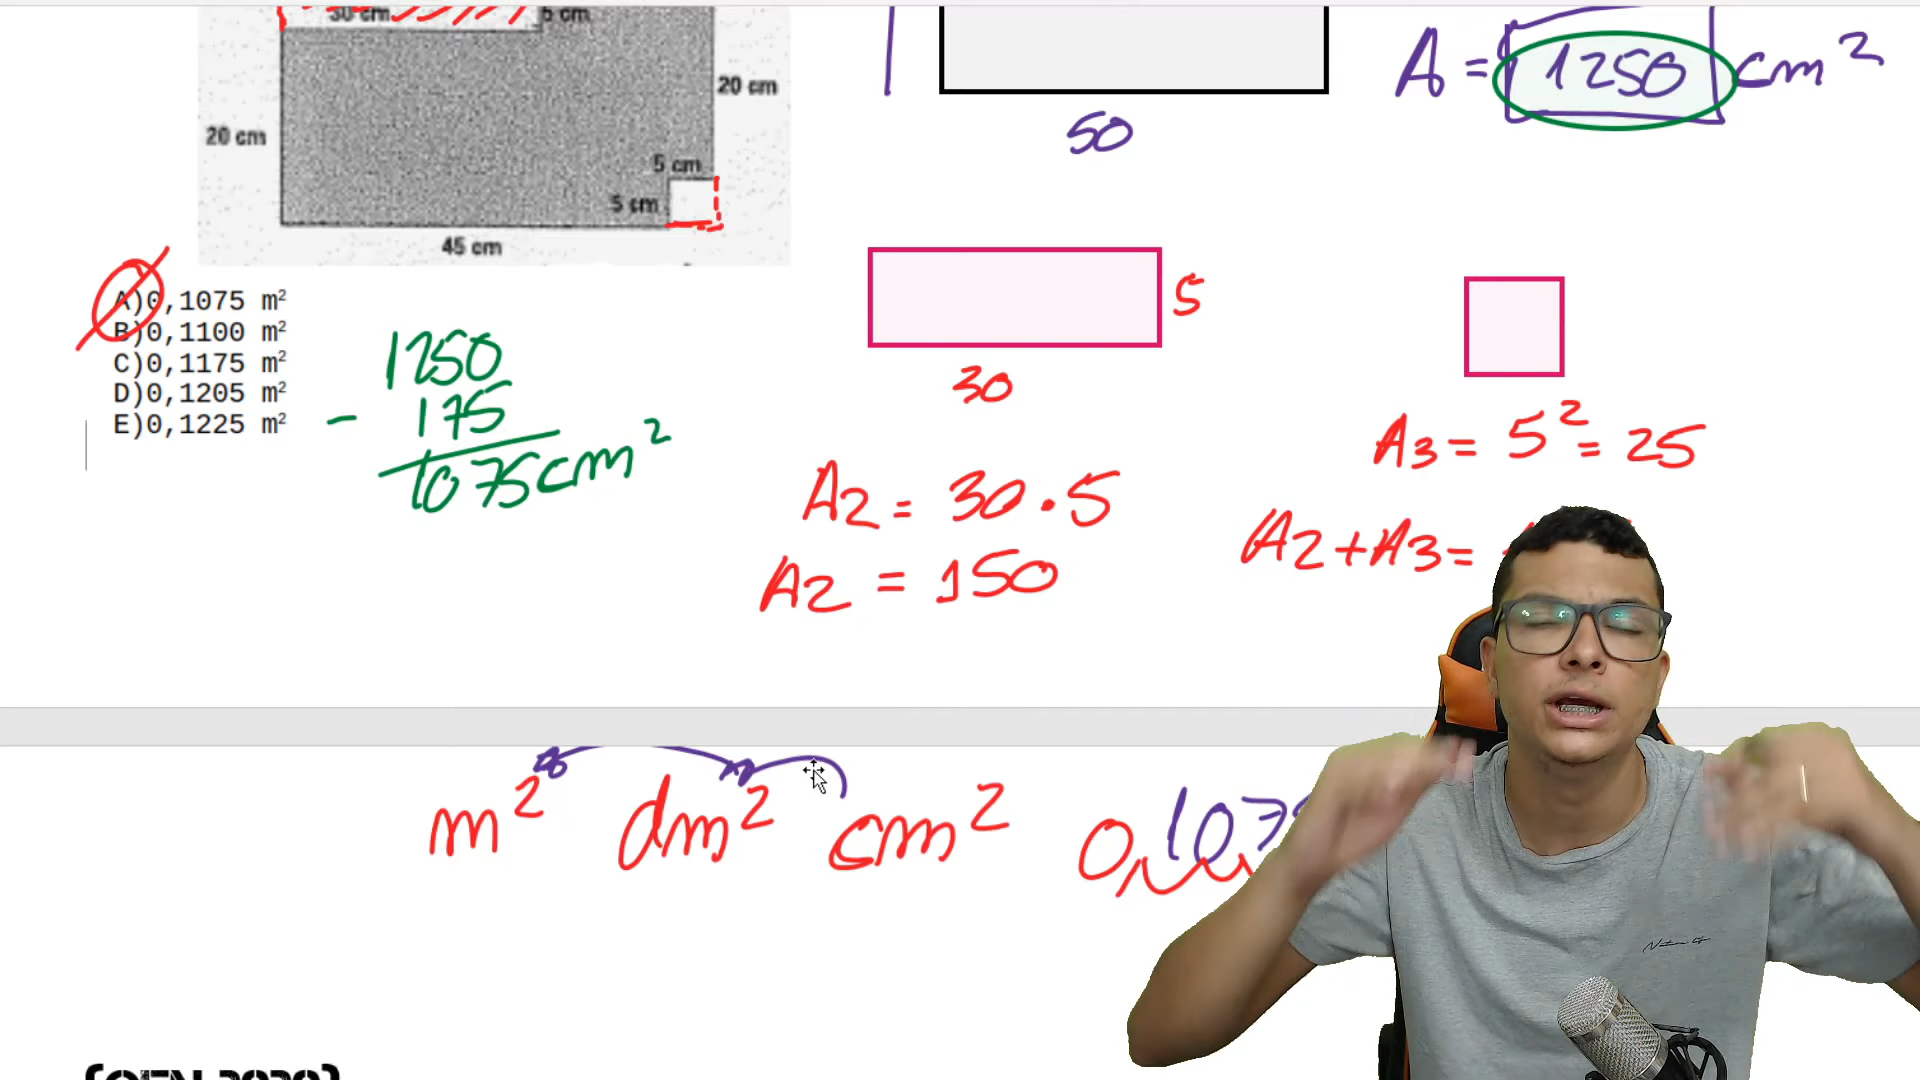 30 cm
5 cm
20 cm
20 cm
5 cm
5 cm
45 cm
A)0,1075 m²
B)0,1100 m²
C)0,1175 m²
D)0,1205 m²
E)0,1225 m²
1250
- 175
1075 cm²
50
A = 1250 cm²
5
30
A2 = 30 . 5
A2 = 150
A3 = 5² = 25
A2 + A3 =
m² dm² cm² 0,107